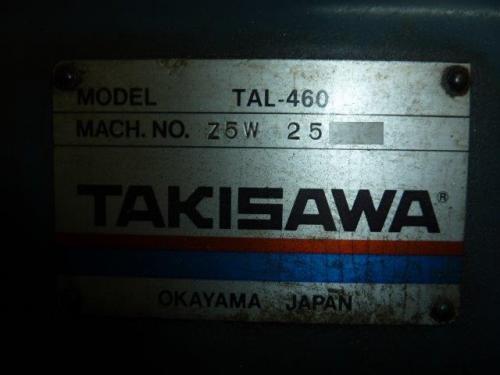 MODEL TAL-460
MACH. NO. Z5W 25
TAKISAWA®
OKAYAMA JAPAN